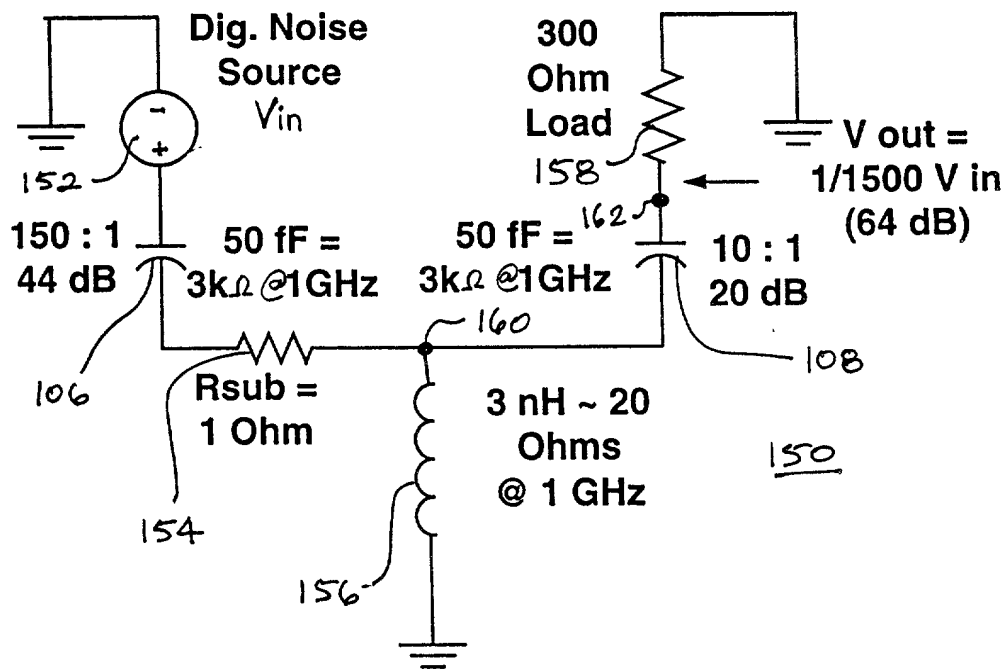 Dig. Noise
Source
Vin
152
150 : 1
44 dB
106
50 fF =
3kΩ @1GHz
Rsub =
1 Ohm
154
300
Ohm
Load
158
162
V out =
1/1500 V in
(64 dB)
50 fF =
3kΩ @1GHz
10 : 1
20 dB
108
160
3 nH ~ 20
Ohms
@ 1 GHz
156
150
- 
+